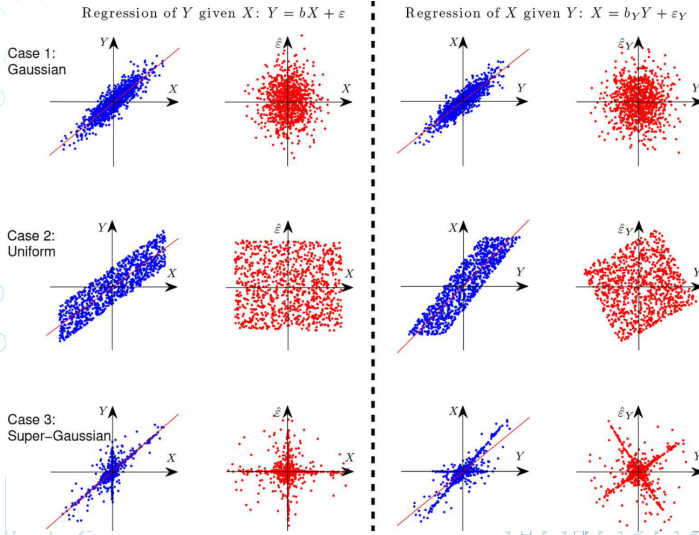 Regression of Y given X: Y = bX + ε
Regression of X given Y: X = b_Y Y + ε_Y
Case 1:
Gaussian
Y
X
ε̂
X
Y
ε̂_Y
Y
Case 2:
Uniform
Y
X
ε̂
X
X
Y
ε̂_Y
Y
Case 3:
Super-Gaussian
Y
X
ε̂
X
X
Y
ε̂_Y
Y